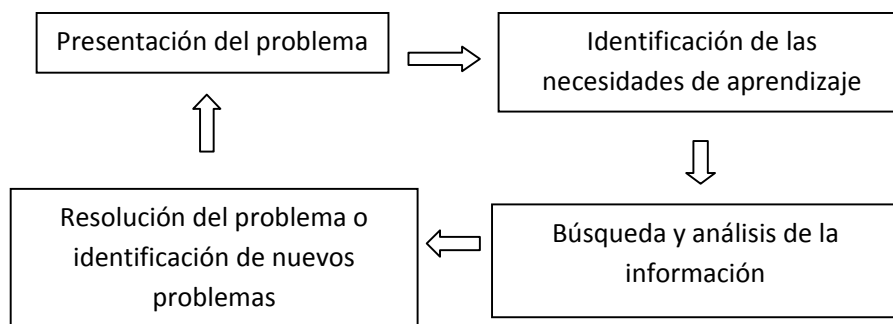 Presentación del problema
Identificación de las
necesidades de aprendizaje
Búsqueda y análisis de la
información
Resolución del problema o
identificación de nuevos
problemas